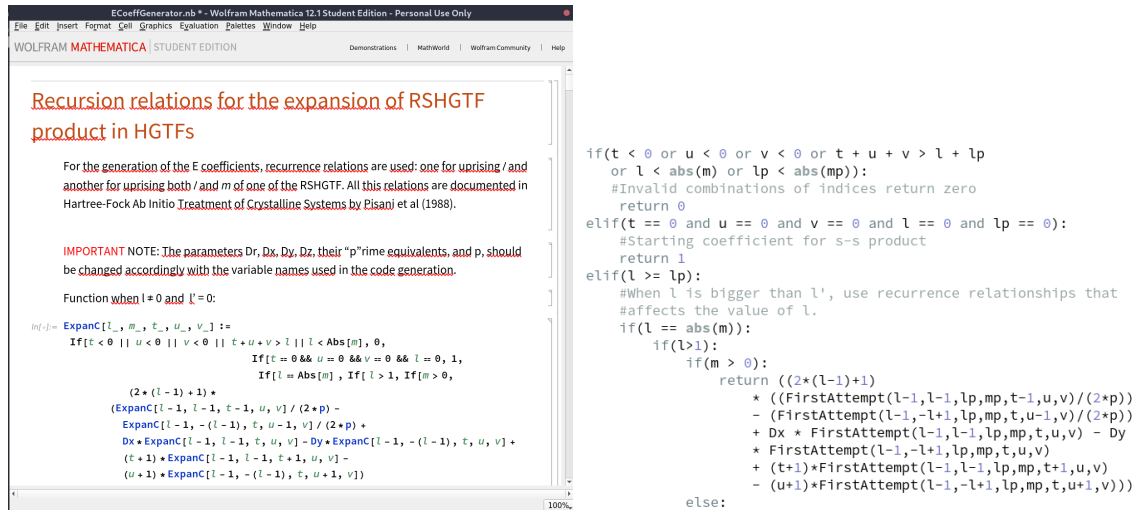 ECoeffGenerator.nb * - Wolfram Mathematica 12.1 Student Edition - Personal Use Only
File Edit Insert Format Cell Graphics Evaluation Palettes Window Help
WOLFRAM MATHEMATICA | STUDENT EDITION
Demonstrations | MathWorld | Wolfram Community | Help
Recursion relations for the expansion of RSHGTF
product in HGTFs
For the generation of the E coefficients, recurrence relations are used: one for uprising l and
another for uprising both l and m of one of the RSHGTF. All this relations are documented in
Hartree-Fock Ab Initio Treatment of Crystalline Systems by Pisani et al (1988).
IMPORTANT NOTE: The parameters Dr, Dx, Dy, Dz, their “p”rime equivalents, and p, should
be changed accordingly with the variable names used in the code generation.
Function when l ≠ 0 and l' = 0:
In[-]:= ExpanC[l_, m_, t_, u_, v_] :=
If[t < 0 || u < 0 || v < 0 || t + u + v > l || l < Abs[m], 0,
If[t == 0 && u == 0 && v == 0 && l == 0, 1,
If[l == Abs[m] , If[ l > 1, If[m > 0,
(2 * (l - 1) + 1) *
(ExpanC[l - 1, l - 1, t - 1, u, v] / (2 * p) -
ExpanC[l - 1, - (l - 1), t, u - 1, v] / (2 * p) +
Dx * ExpanC[l - 1, l - 1, t, u, v] - Dy * ExpanC[l - 1, - (l - 1), t, u, v] +
(t + 1) * ExpanC[l - 1, l - 1, t + 1, u, v] -
(u + 1) * ExpanC[l - 1, - (l - 1), t, u + 1, v])
100%
if(t < 0 or u < 0 or v < 0 or t + u + v > l + lp
or l < abs(m) or lp < abs(mp)):
#Invalid combinations of indices return zero
return 0
elif(t == 0 and u == 0 and v == 0 and l == 0 and lp == 0):
#Starting coefficient for s-s product
return 1
elif(l >= lp):
#When l is bigger than l', use recurrence relationships that
#affects the value of l.
if(l == abs(m)):
if(l>1):
if(m > 0):
return ((2*(l-1)+1)
* ((FirstAttempt(l-1,l-1,lp,mp,t-1,u,v)/(2*p))
- (FirstAttempt(l-1,-l+1,lp,mp,t,u-1,v)/(2*p))
+ Dx * FirstAttempt(l-1,l-1,lp,mp,t,u,v) - Dy
* FirstAttempt(l-1,-l+1,lp,mp,t,u,v)
+ (t+1)*FirstAttempt(l-1,l-1,lp,mp,t+1,u,v)
- (u+1)*FirstAttempt(l-1,-l+1,lp,mp,t,u+1,v)))
else: